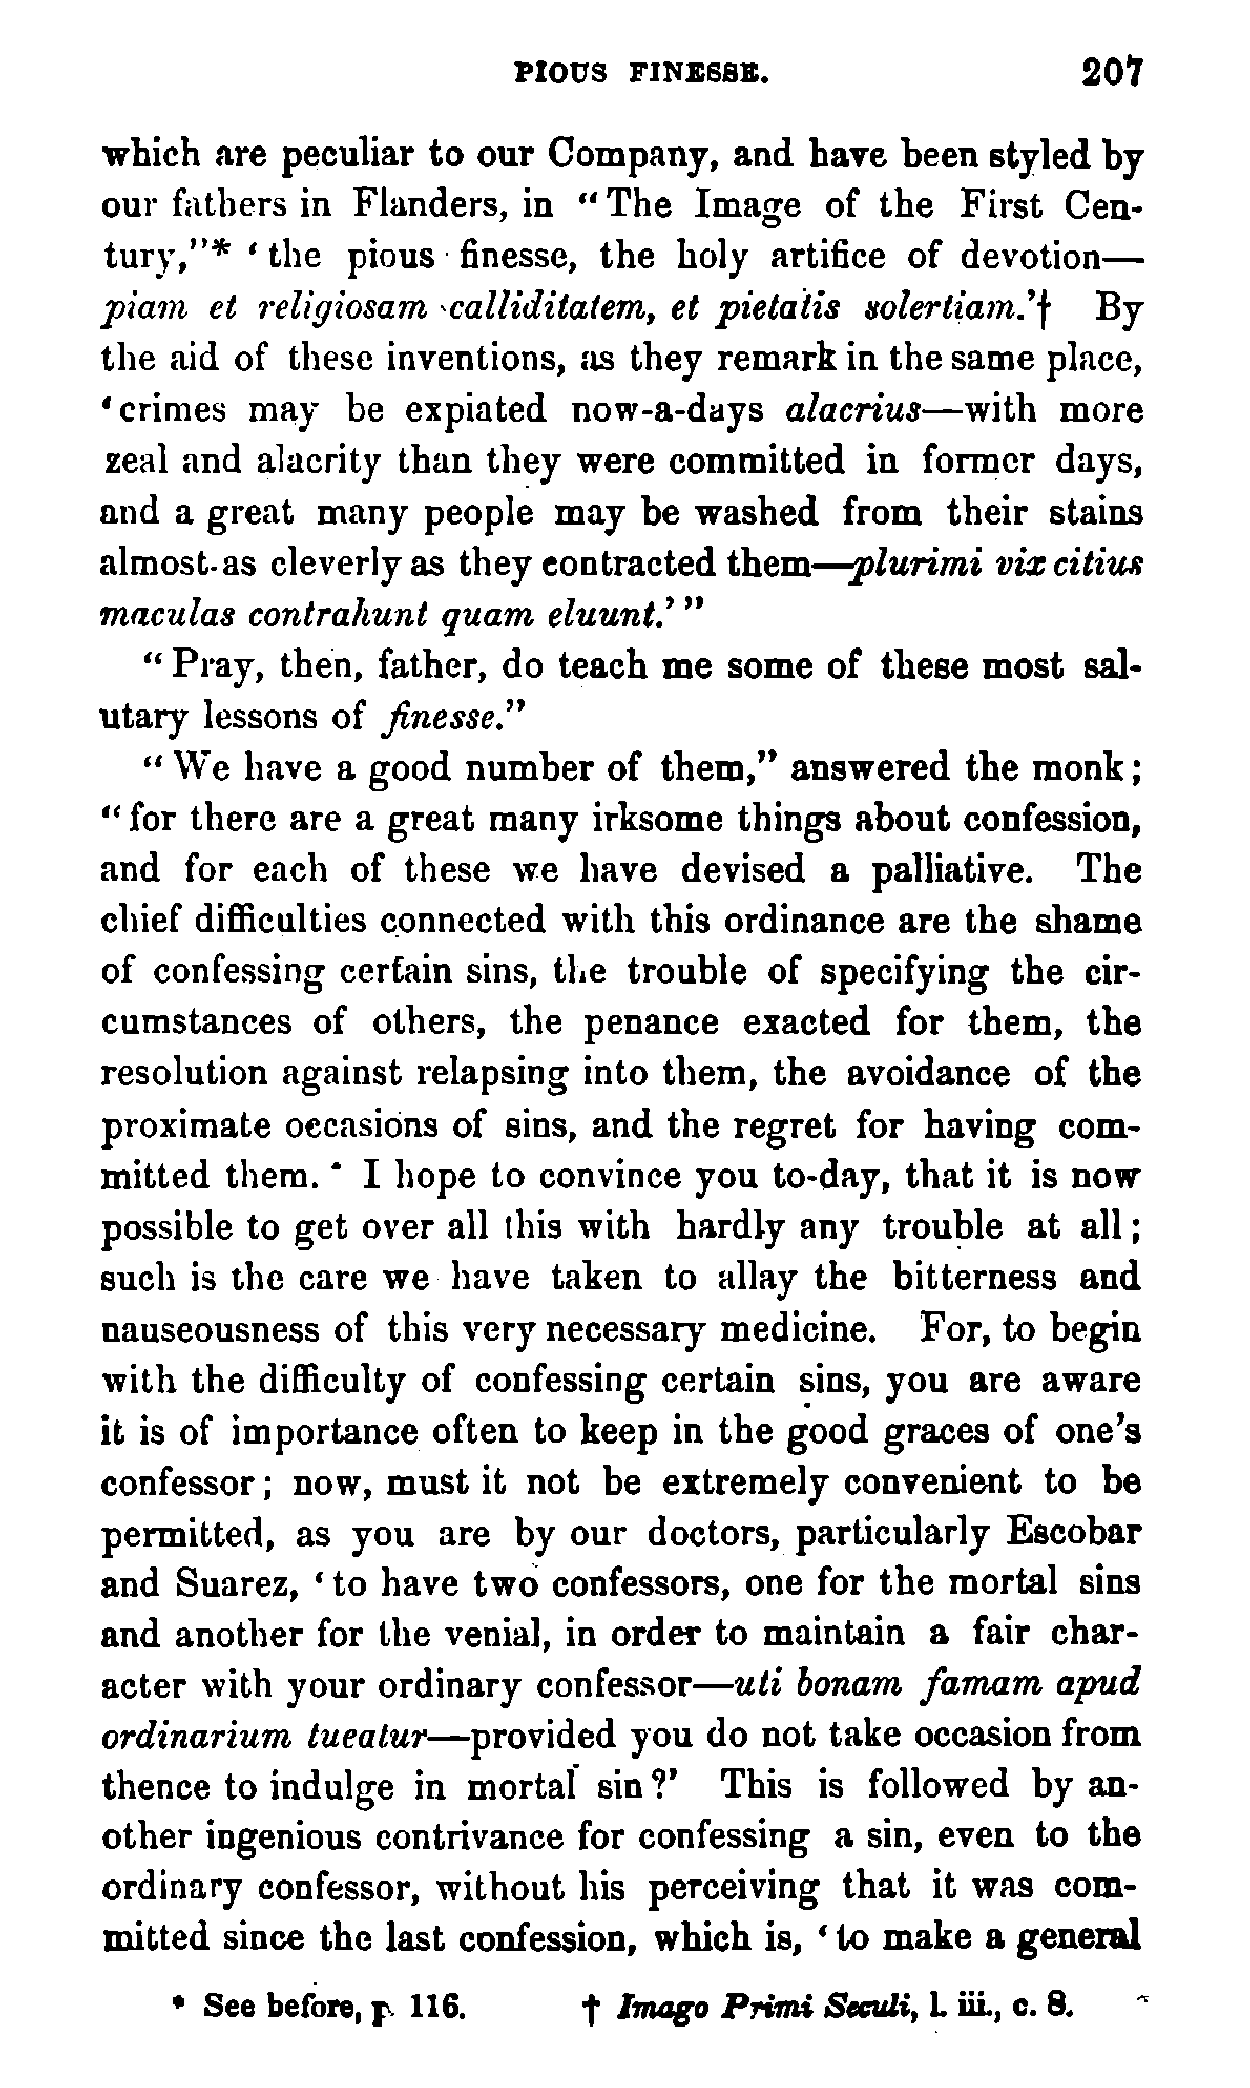 PIOUS FINESSE. 207
which are peculiar to our Company, and have been styled by
our fathers in Flanders, in “The Image of the First Cen-
tury,”* ‘the pious finesse, the holy artifice of devotion—
piam et religiosam calliditatem, et pietatis solertiam.’† By
the aid of these inventions, as they remark in the same place,
‘crimes may be expiated now-a-days alacrius—with more
zeal and alacrity than they were committed in former days,
and a great many people may be washed from their stains
almost as cleverly as they contracted them—plurimi vix citius
maculas contrahunt quam eluunt.’”
“Pray, then, father, do teach me some of these most sal-
utary lessons of finesse.”
“We have a good number of them,” answered the monk;
“for there are a great many irksome things about confession,
and for each of these we have devised a palliative. The
chief difficulties connected with this ordinance are the shame
of confessing certain sins, the trouble of specifying the cir-
cumstances of others, the penance exacted for them, the
resolution against relapsing into them, the avoidance of the
proximate occasions of sins, and the regret for having com-
mitted them. I hope to convince you to-day, that it is now
possible to get over all this with hardly any trouble at all;
such is the care we have taken to allay the bitterness and
nauseousness of this very necessary medicine. For, to begin
with the difficulty of confessing certain sins, you are aware
it is of importance often to keep in the good graces of one’s
confessor; now, must it not be extremely convenient to be
permitted, as you are by our doctors, particularly Escobar
and Suarez, ‘to have two confessors, one for the mortal sins
and another for the venial, in order to maintain a fair char-
acter with your ordinary confessor—uti bonam famam apud
ordinarium tueatur—provided you do not take occasion from
thence to indulge in mortal sin?’ This is followed by an-
other ingenious contrivance for confessing a sin, even to the
ordinary confessor, without his perceiving that it was com-
mitted since the last confession, which is, ‘to make a general
* See before, p. 116. † Imago Primi Seculi, l. iii., c. 8.